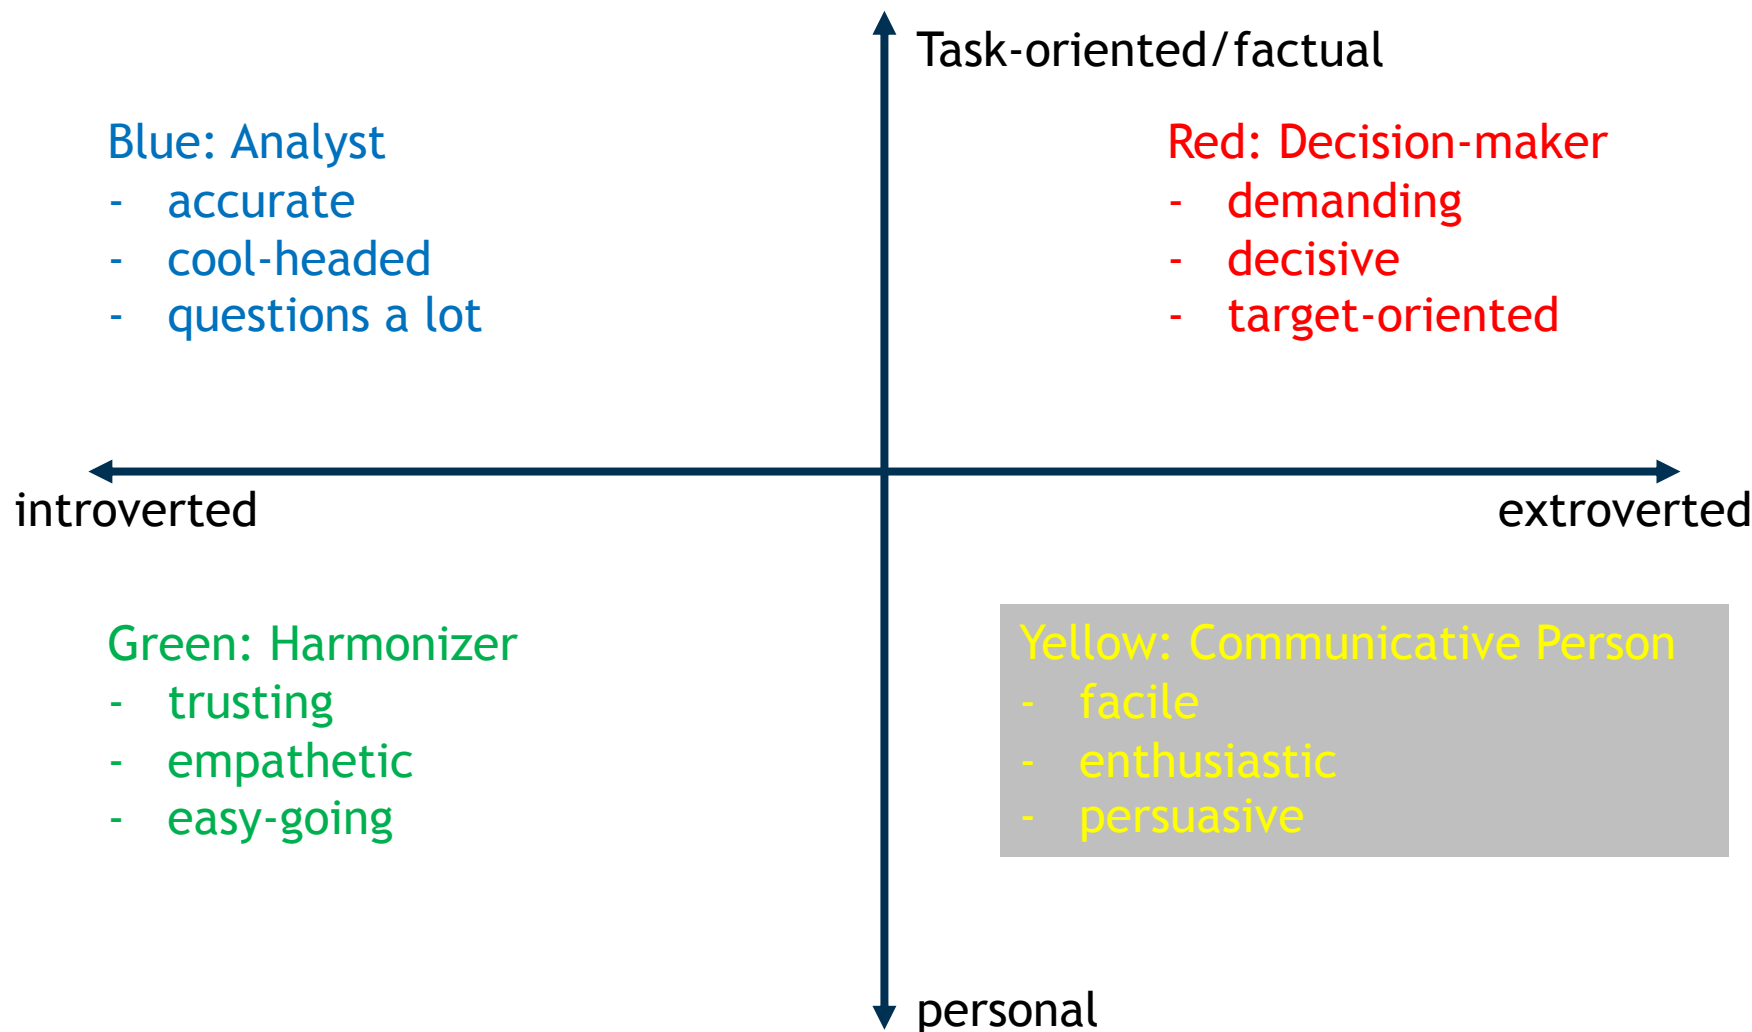 Task-oriented/factual
Blue: Analyst
- accurate
- cool-headed
- questions a lot
Red: Decision-maker
- demanding
- decisive
- target-oriented
introverted
extroverted
Green: Harmonizer
- trusting
- empathetic
- easy-going
Yellow: Communicative Person
- facile
- enthusiastic
- persuasive
personal